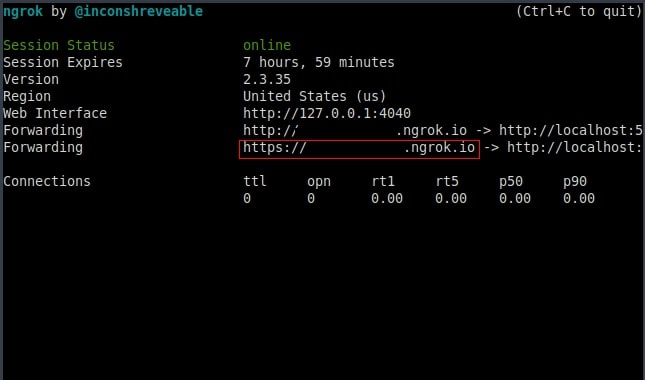 ngrok by @inconshreveable (Ctrl+C to quit)
Session Status online
Session Expires 7 hours, 59 minutes
Version 2.3.35
Region United States (us)
Web Interface http://127.0.0.1:4040
Forwarding http:// .ngrok.io -> http://localhost:5
Forwarding https:// .ngrok.io -> http://localhost:
Connections ttl opn rt1 rt5 p50 p90
0 0 0.00 0.00 0.00 0.00